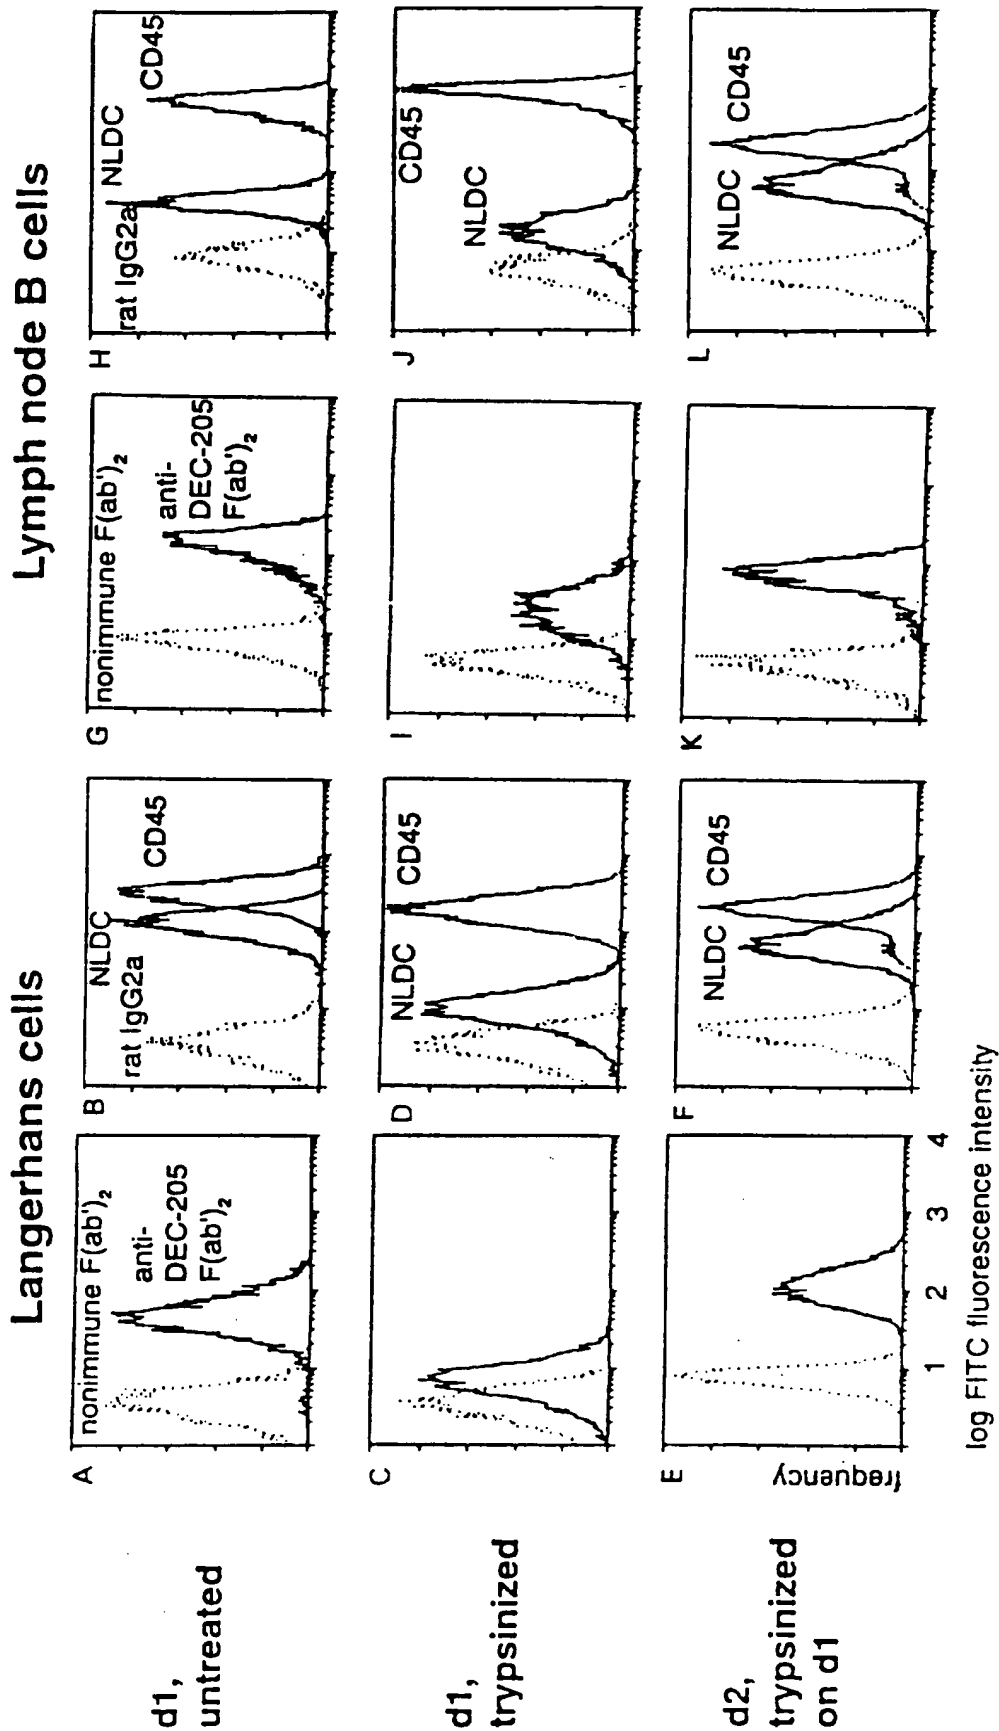 Langerhans cells
Lymph node B cells
d1,
untreated
A
nonimmune F(ab')₂
anti-
DEC-205
F(ab')₂
B
rat IgG2a
NLDC
CD45
G
nonimmune F(ab')₂
anti-
DEC-205
F(ab')₂
H
rat IgG2a
NLDC
CD45
d1,
trypsinized
C
D
NLDC
CD45
I
J
NLDC
CD45
d2,
trypsinized
on d1
E
frequency
1
2
3
4
log FITC fluorescence intensity
F
NLDC
CD45
K
L
NLDC
CD45